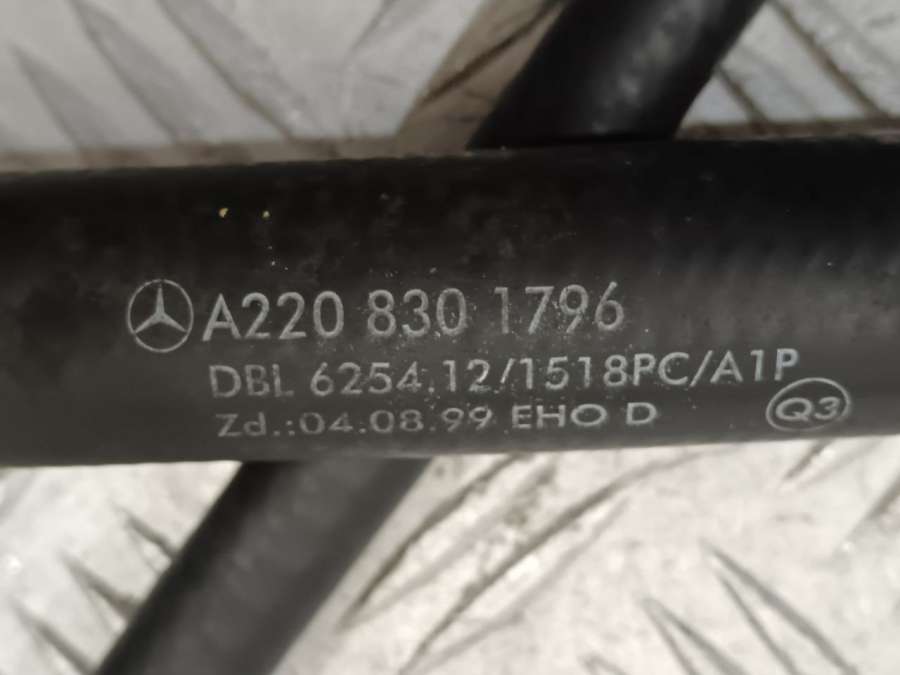 A220 830 1796
DBL 6254.12/1518PC/A1P
Zd.:04.08.99 EHO D Q3